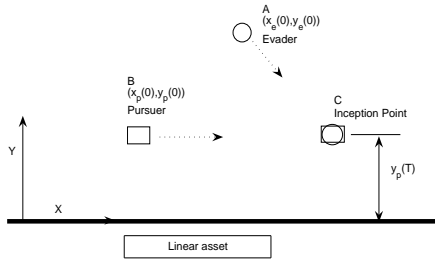 A
(x_e(0),y_e(0))
Evader
B
(x_p(0),y_p(0))
Pursuer
C
Inception Point
Y
y_p(T)
X
Linear asset